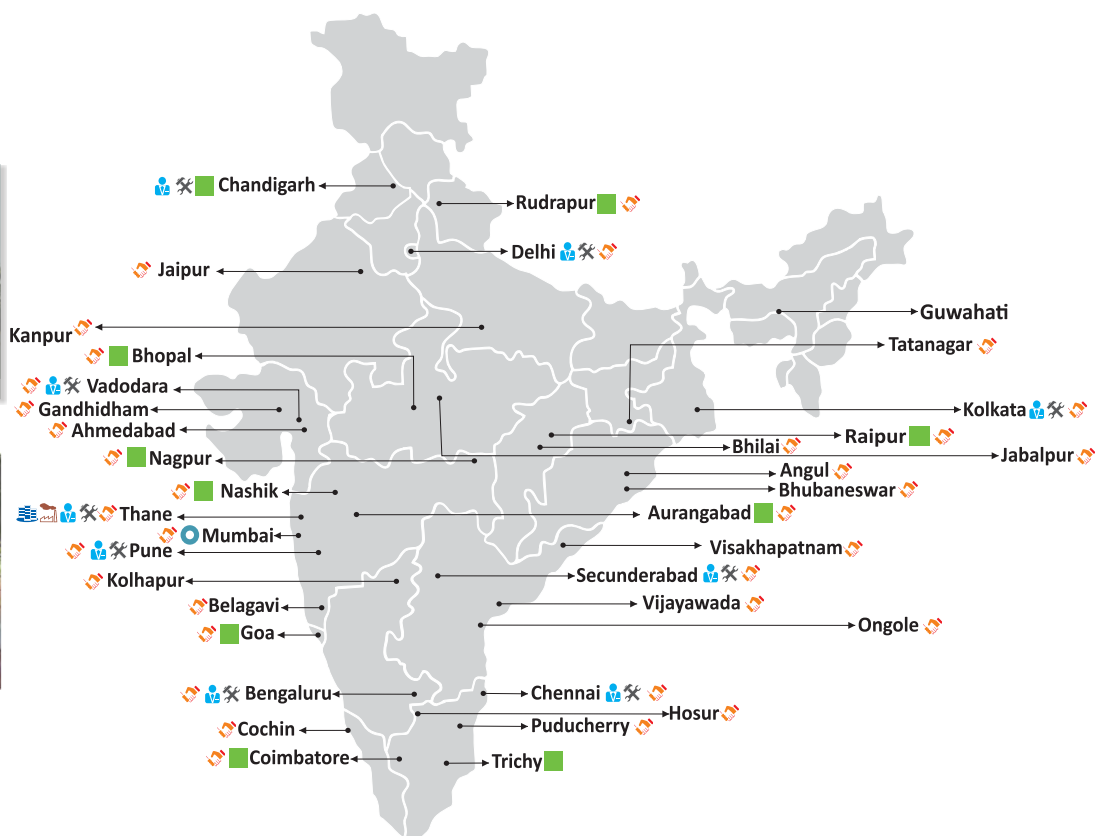 Chandigarh
Rudrapur
Delhi
Jaipur
Guwahati
Kanpur
Tatanagar
Bhopal
Vadodara
Gandhidham
Kolkata
Ahmedabad
Raipur
Bhilai
Jabalpur
Nagpur
Angul
Bhubaneswar
Nashik
Thane
Aurangabad
Mumbai
Pune
Visakhapatnam
Secunderabad
Kolhapur
Belagavi
Vijayawada
Goa
Ongole
Bengaluru
Chennai
Hosur
Cochin
Puducherry
Coimbatore
Trichy